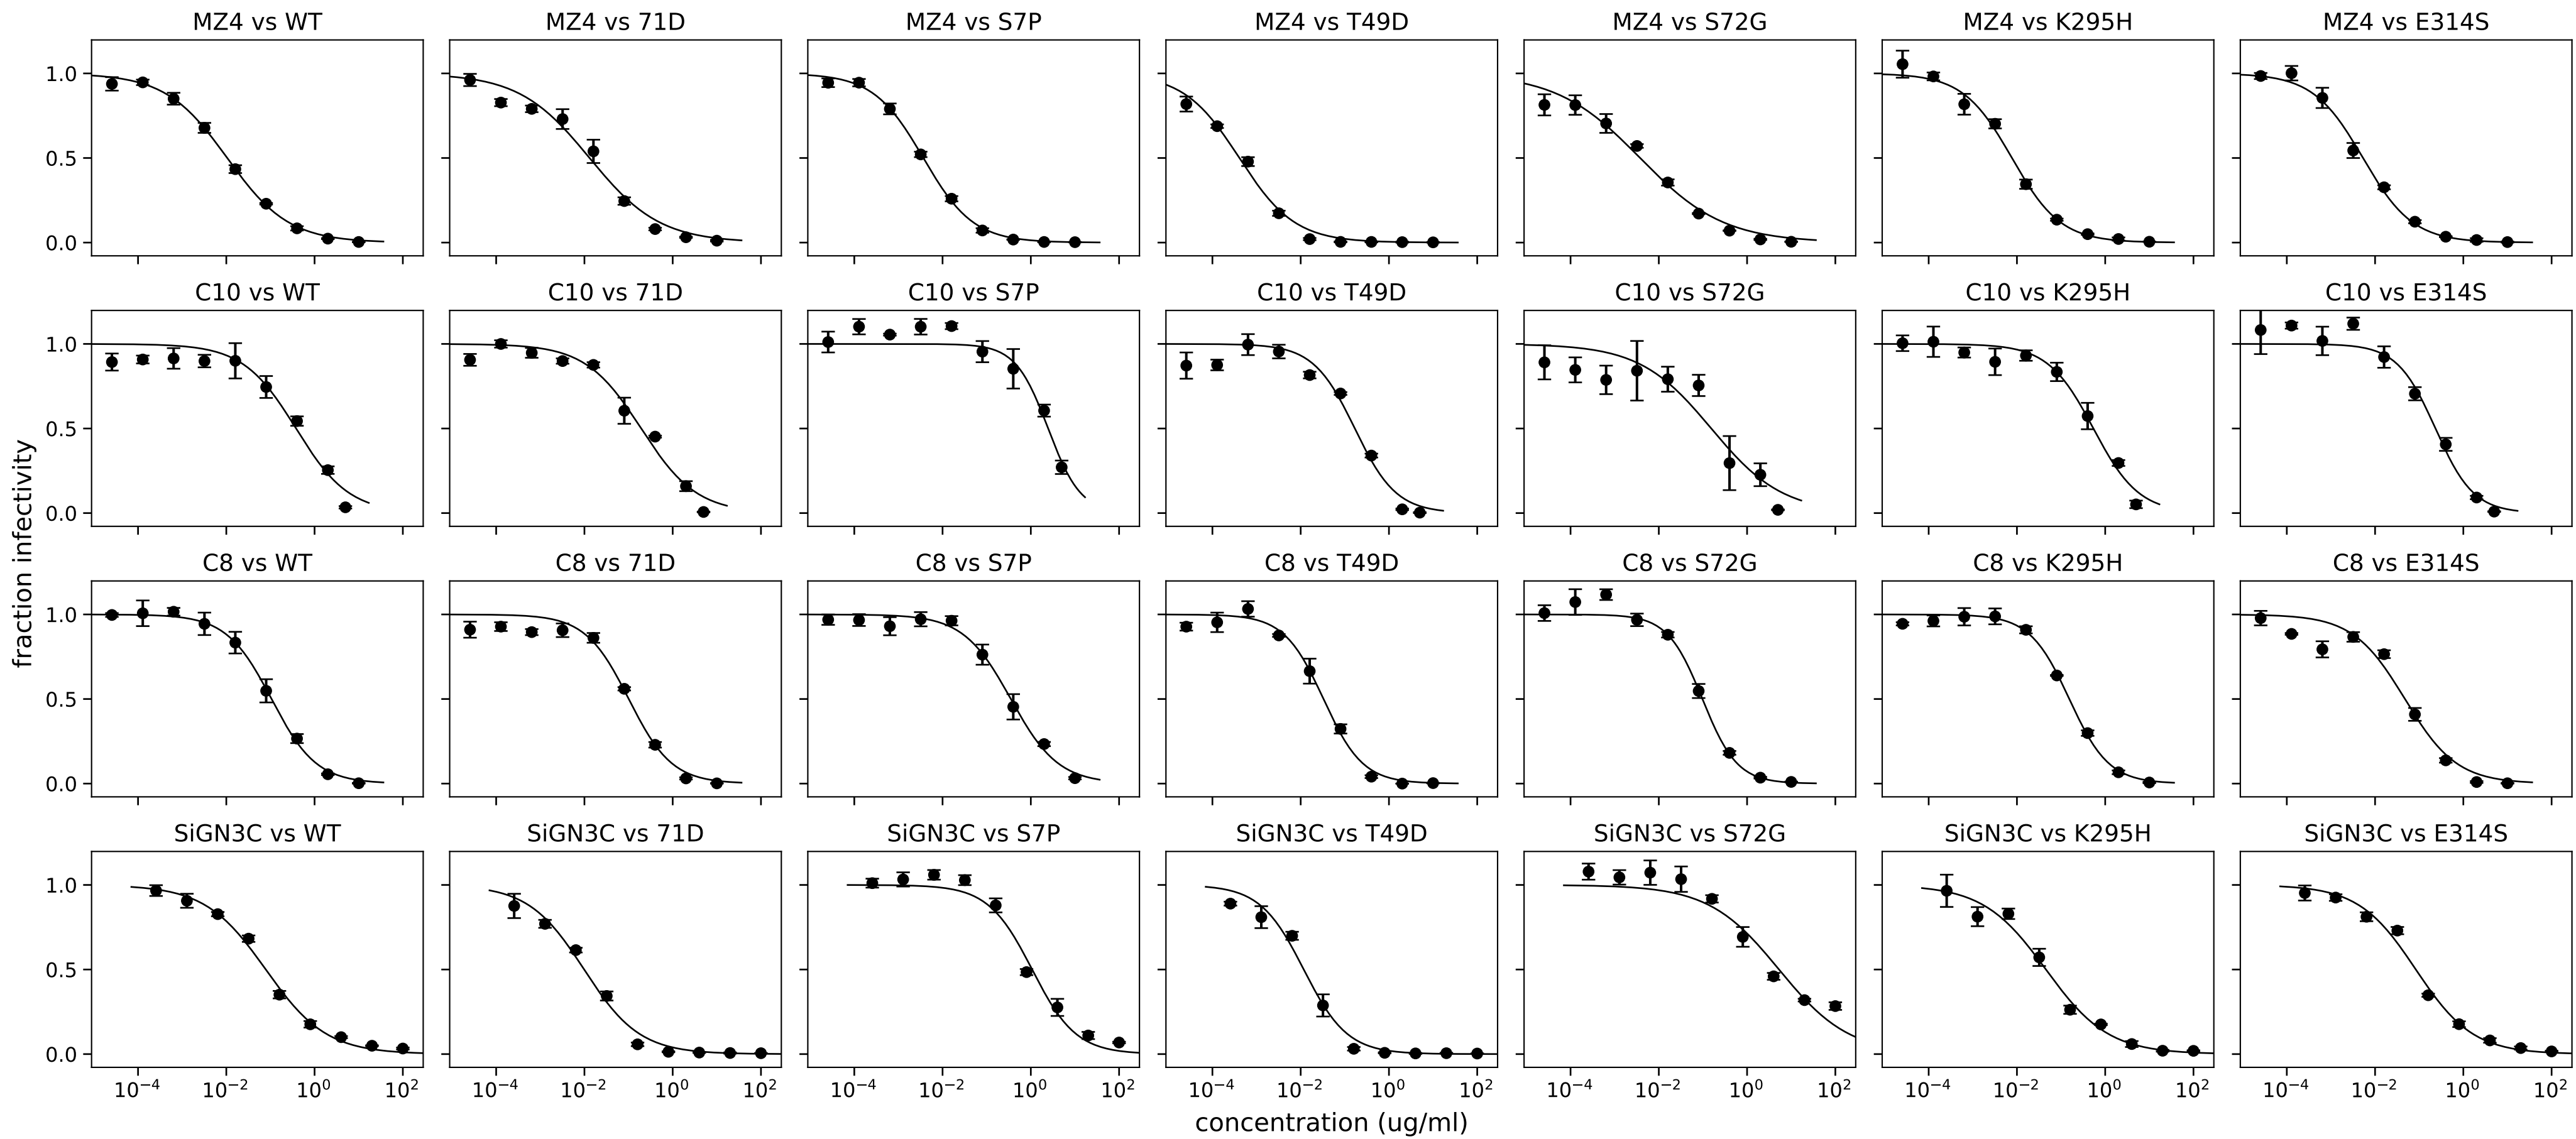 MZ4 vs WT
MZ4 vs 71D
MZ4 vs S7P
MZ4 vs T49D
MZ4 vs S72G
MZ4 vs K295H
MZ4 vs E314S
1.0
0.5
0.0
C10 vs WT
C10 vs 71D
C10 vs S7P
C10 vs T49D
C10 vs S72G
C10 vs K295H
C10 vs E314S
1.0
0.5
0.0
fraction infectivity
C8 vs WT
C8 vs 71D
C8 vs S7P
C8 vs T49D
C8 vs S72G
C8 vs K295H
C8 vs E314S
1.0
0.5
0.0
SiGN3C vs WT
SiGN3C vs 71D
SiGN3C vs S7P
SiGN3C vs T49D
SiGN3C vs S72G
SiGN3C vs K295H
SiGN3C vs E314S
1.0
0.5
0.0
10⁻⁴ 10⁻² 10⁰ 10²
10⁻⁴ 10⁻² 10⁰ 10²
10⁻⁴ 10⁻² 10⁰ 10²
10⁻⁴ 10⁻² 10⁰ 10²
10⁻⁴ 10⁻² 10⁰ 10²
10⁻⁴ 10⁻² 10⁰ 10²
10⁻⁴ 10⁻² 10⁰ 10²
concentration (ug/ml)